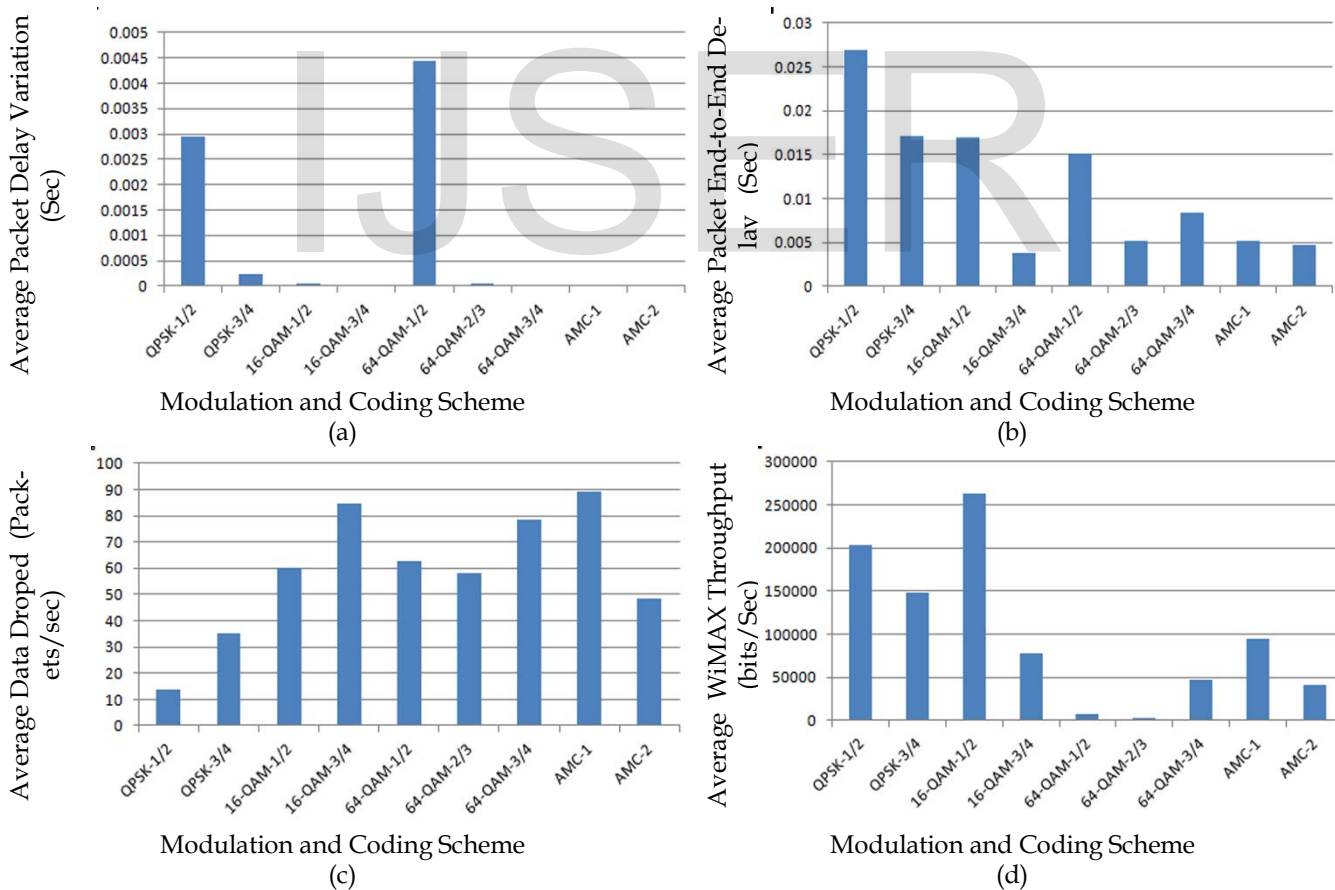 IJSER
Average Packet Delay Variation
(Sec)
0.005
0.0045
0.004
0.0035
0.003
0.0025
0.002
0.0015
0.001
0.0005
0
QPSK-1/2
QPSK-3/4
16-QAM-1/2
16-QAM-3/4
64-QAM-1/2
64-QAM-2/3
64-QAM-3/4
AMC-1
AMC-2
Modulation and Coding Scheme
(a)
Average Packet End-to-End De-
lav (Sec)
0.03
0.025
0.02
0.015
0.01
0.005
0
QPSK-1/2
QPSK-3/4
16-QAM-1/2
16-QAM-3/4
64-QAM-1/2
64-QAM-2/3
64-QAM-3/4
AMC-1
AMC-2
Modulation and Coding Scheme
(b)
Average Data Droped (Pack-
ets/sec)
100
90
80
70
60
50
40
30
20
10
0
QPSK-1/2
QPSK-3/4
16-QAM-1/2
16-QAM-3/4
64-QAM-1/2
64-QAM-2/3
64-QAM-3/4
AMC-1
AMC-2
Modulation and Coding Scheme
(c)
Average WiMAX Throughput
(bits/Sec)
300000
250000
200000
150000
100000
50000
0
QPSK-1/2
QPSK-3/4
16-QAM-1/2
16-QAM-3/4
64-QAM-1/2
64-QAM-2/3
64-QAM-3/4
AMC-1
AMC-2
Modulation and Coding Scheme
(d)